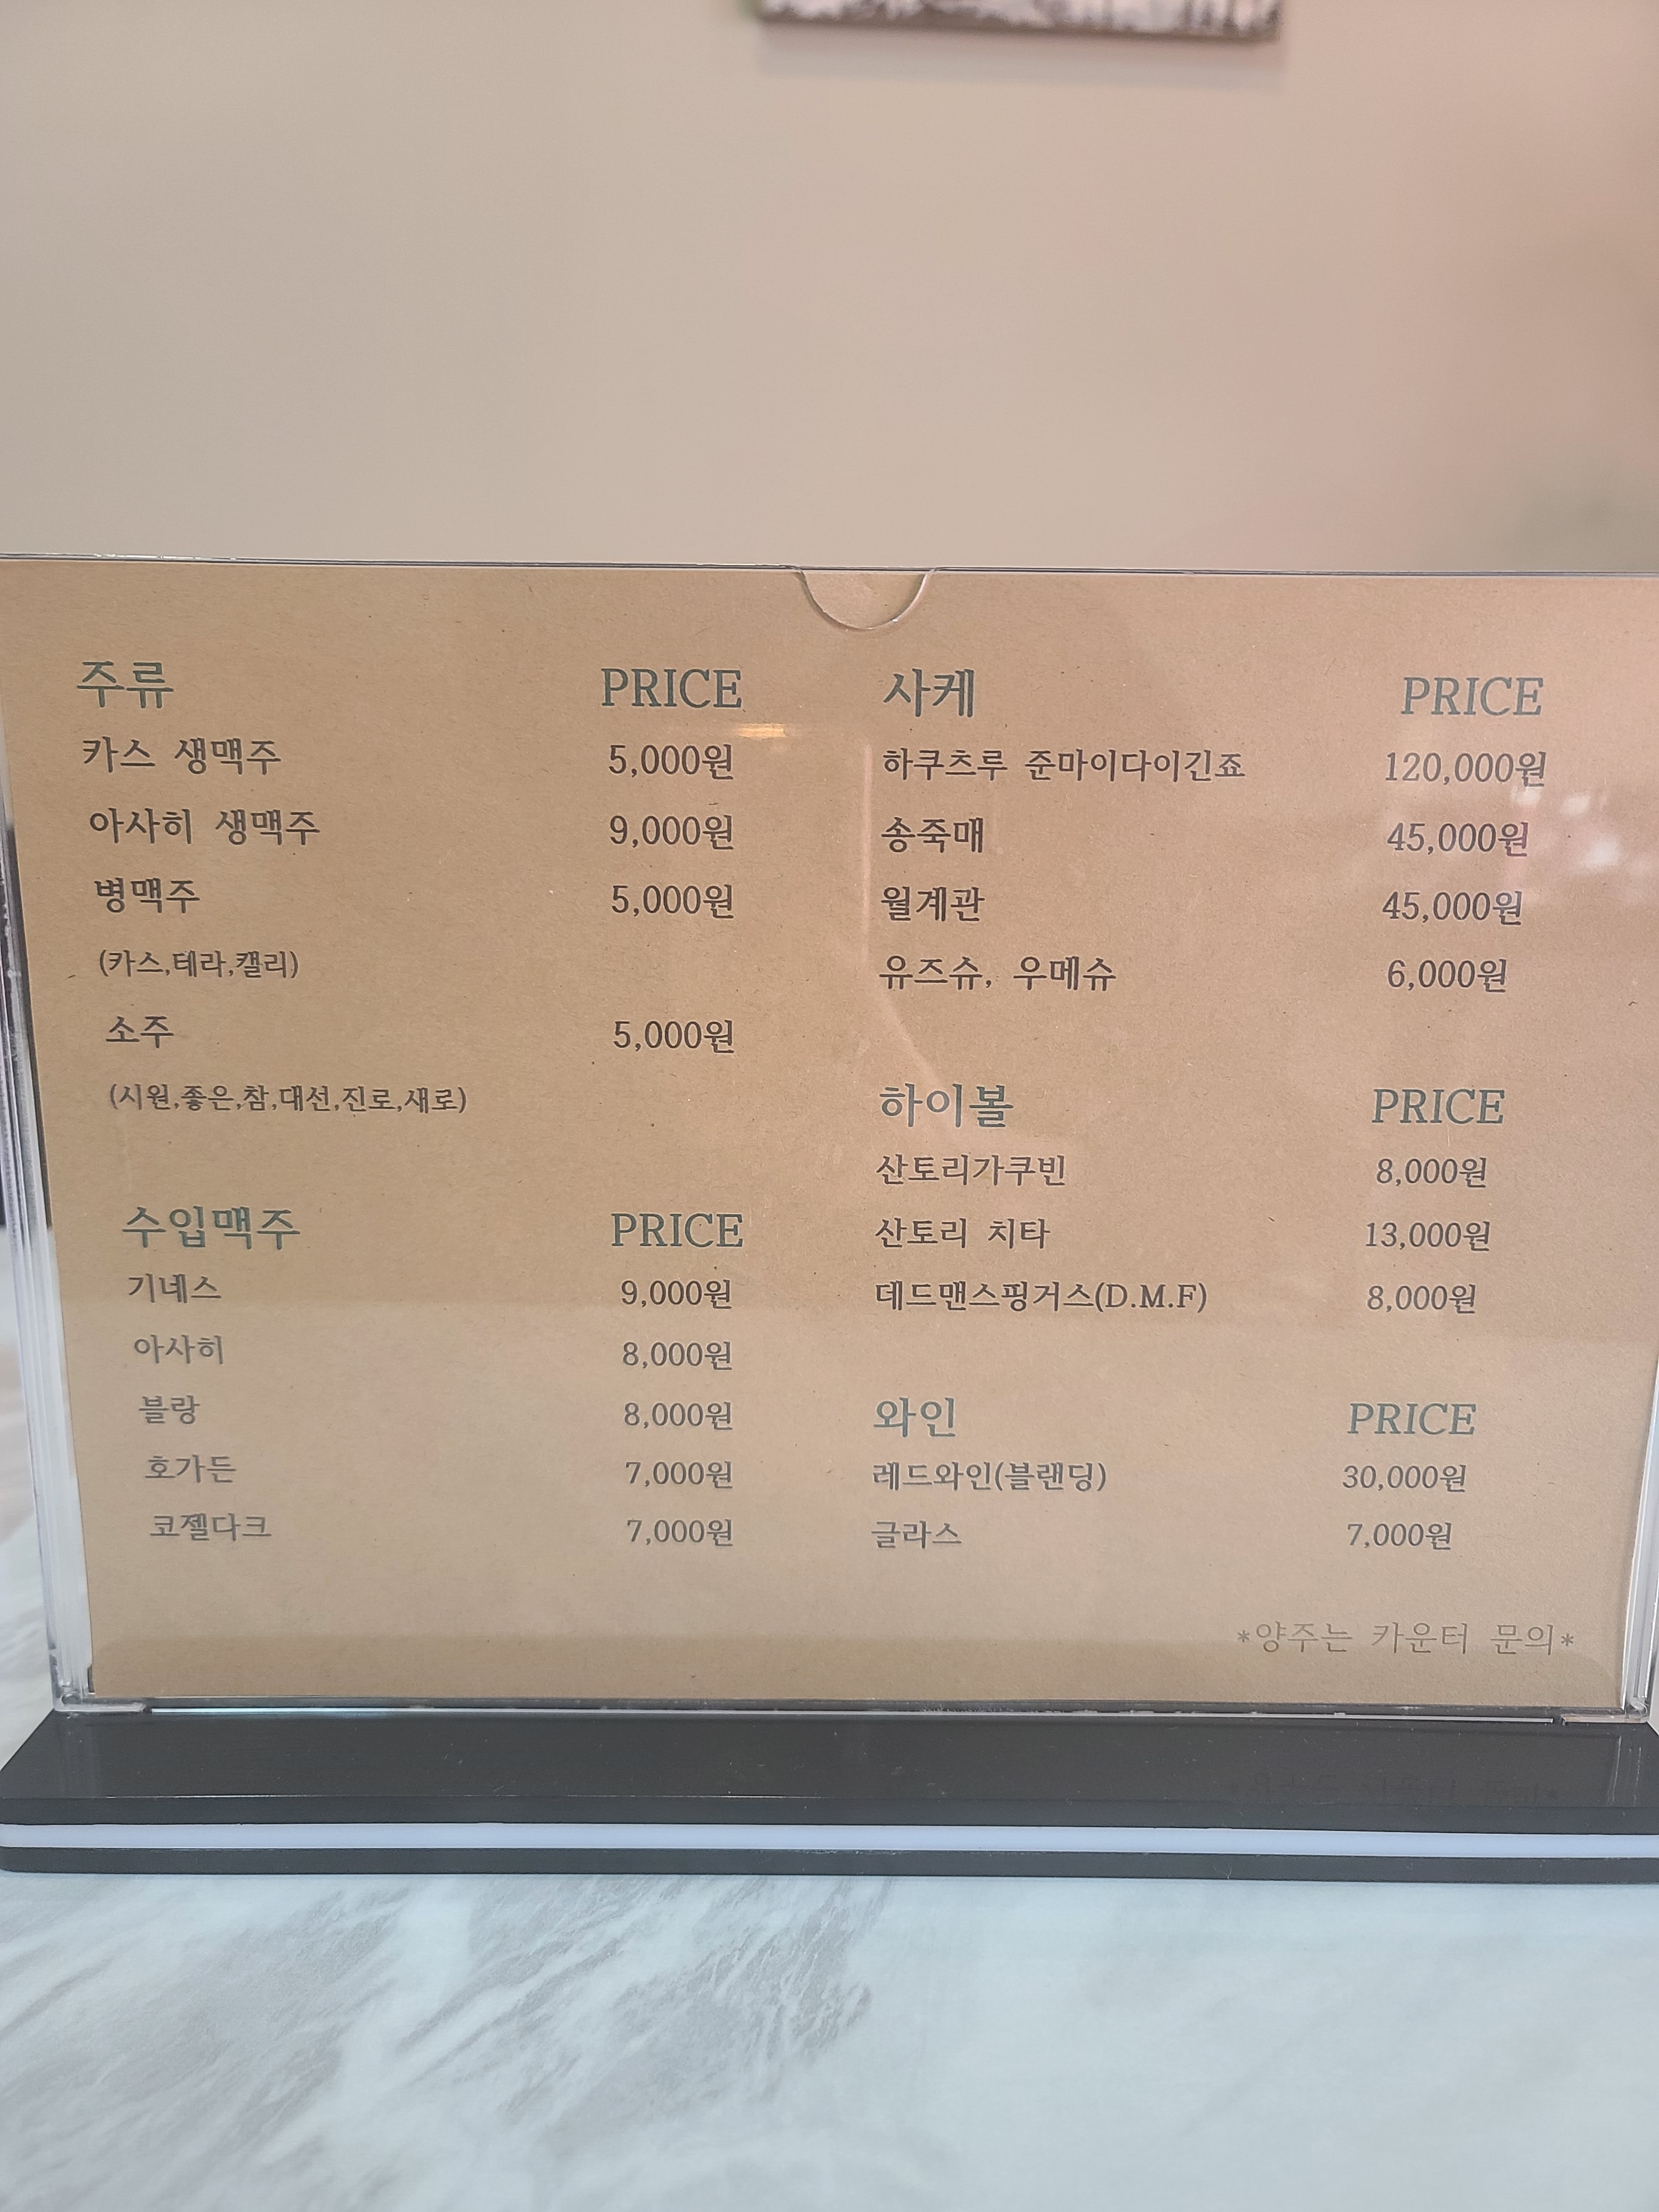 주류 PRICE
카스 생맥주 5,000원
아사히 생맥주 9,000원
병맥주 5,000원
(카스,테라,캘리)
소주 5,000원
(시원,좋은,참,대선,진로,새로)
수입맥주 PRICE
기네스 9,000원
아사히 8,000원
블랑 8,000원
호가든 7,000원
코젤다크 7,000원
사케 PRICE
하쿠츠루 준마이다이긴죠 120,000원
송죽매 45,000원
월계관 45,000원
유즈슈, 우메슈 6,000원
하이볼 PRICE
산토리가쿠빈 8,000원
산토리 치타 13,000원
데드맨스핑거스(D.M.F) 8,000원
와인 PRICE
레드와인(블랜딩) 30,000원
글라스 7,000원
*양주는 카운터 문의*